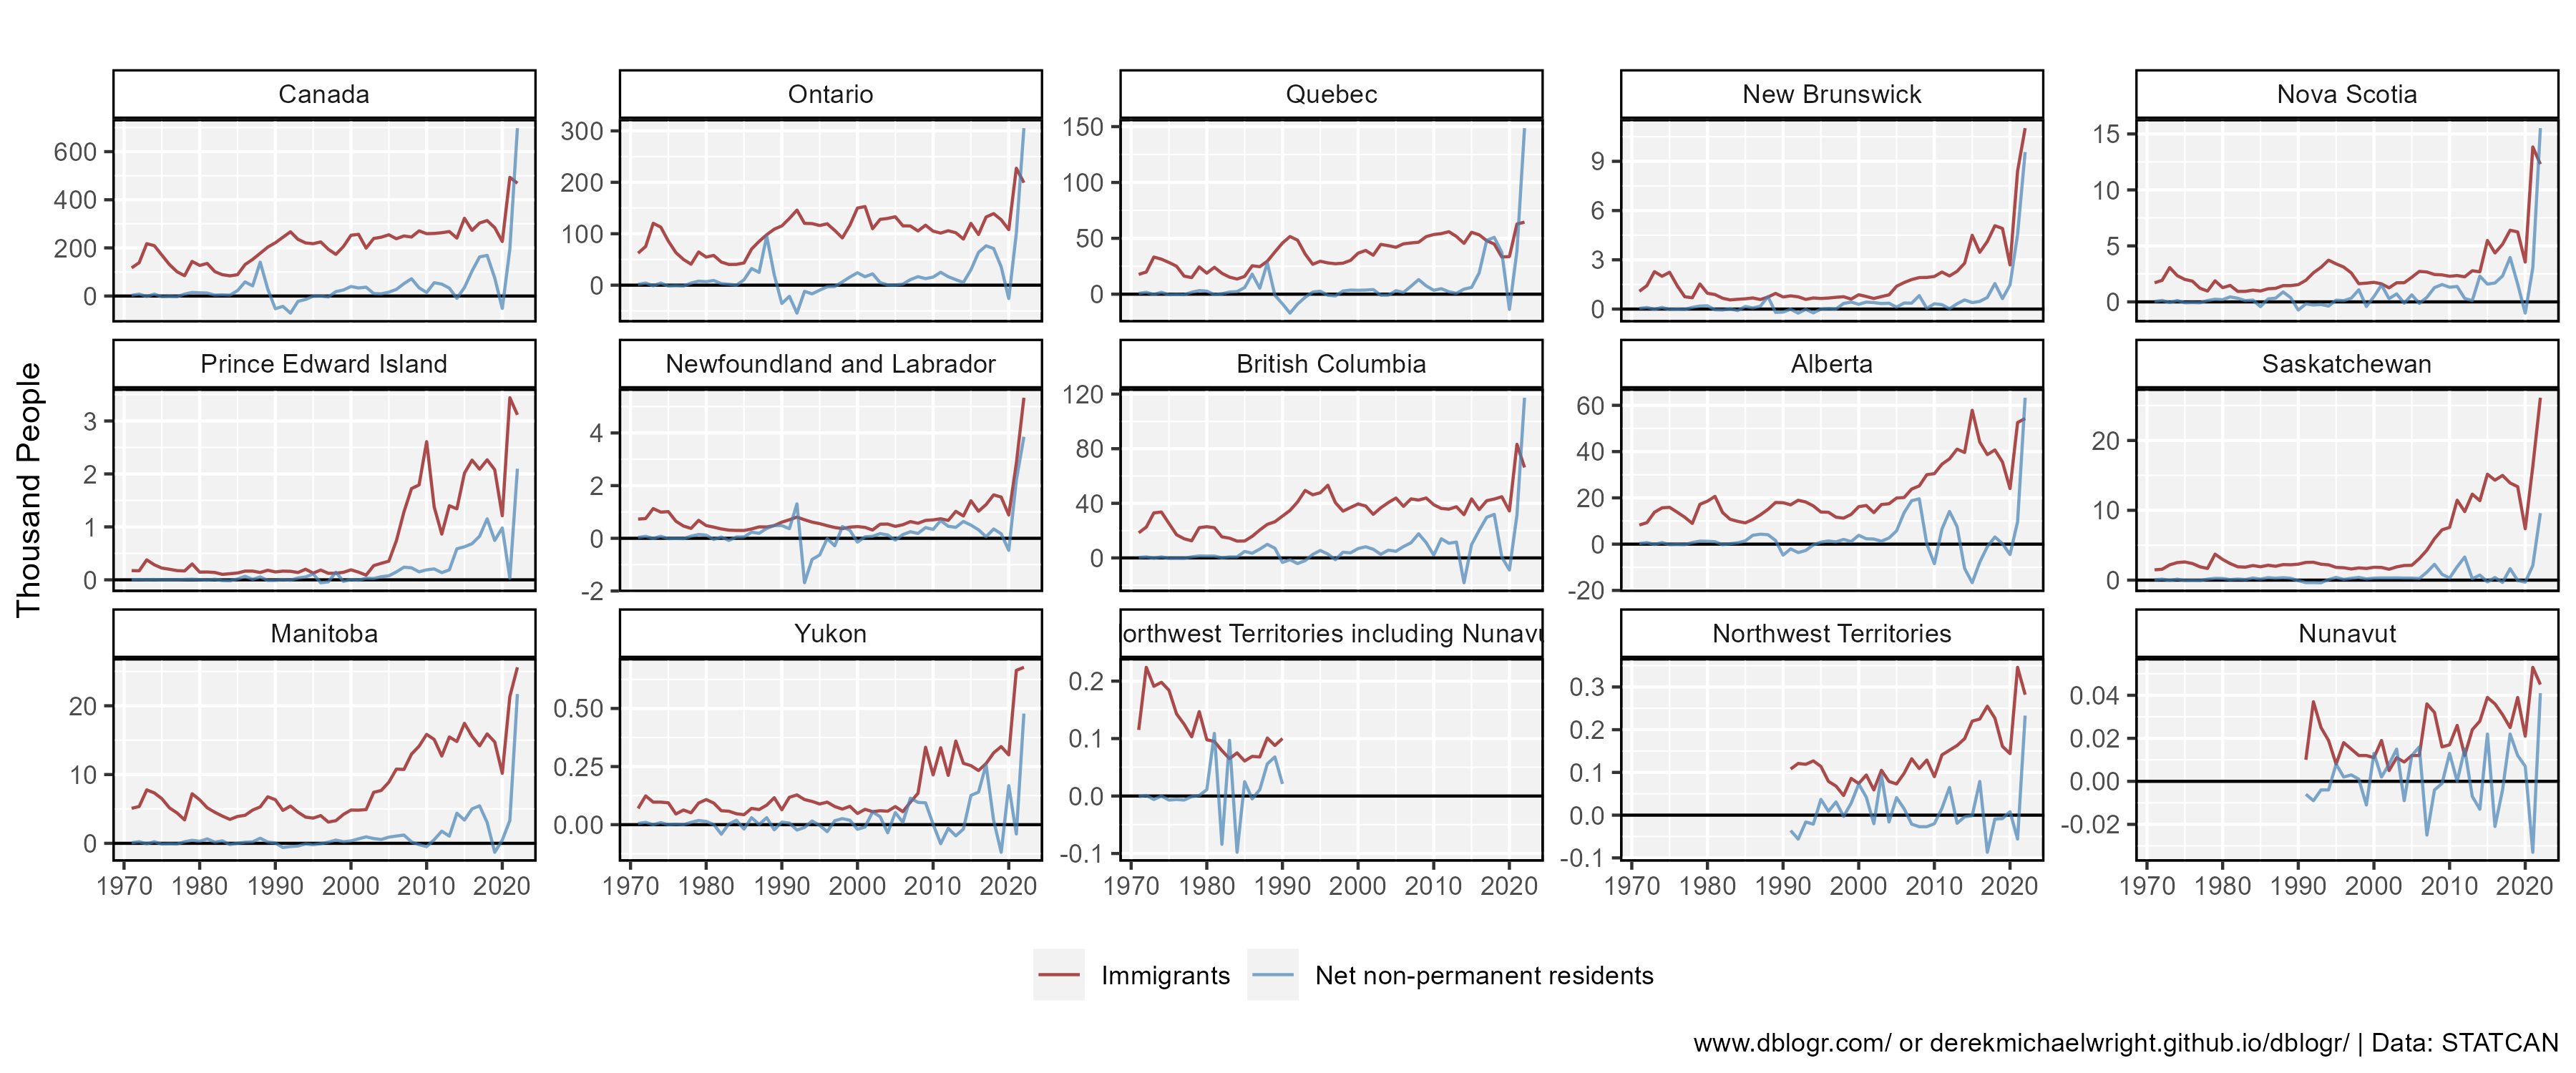 Canada
Ontario
Quebec
New Brunswick
Nova Scotia
600
400
200
0
300
200
100
0
150
100
50
0
9
6
3
0
15
10
5
0
Thousand People
Prince Edward Island
Newfoundland and Labrador
British Columbia
Alberta
Saskatchewan
3
2
1
0
4
2
0
-2
120
80
40
0
60
40
20
0
-20
20
10
0
Manitoba
Yukon
orthwest Territories including Nunavu
Northwest Territories
Nunavut
20
10
0
0.50
0.25
0.00
0.2
0.1
0.0
-0.1
0.3
0.2
0.1
0.0
-0.1
0.04
0.02
0.00
-0.02
1970 1980 1990 2000 2010 2020
1970 1980 1990 2000 2010 2020
1970 1980 1990 2000 2010 2020
1970 1980 1990 2000 2010 2020
1970 1980 1990 2000 2010 2020
Immigrants Net non-permanent residents
www.dblogr.com/ or derekmichaelwright.github.io/dblogr/ | Data: STATCAN